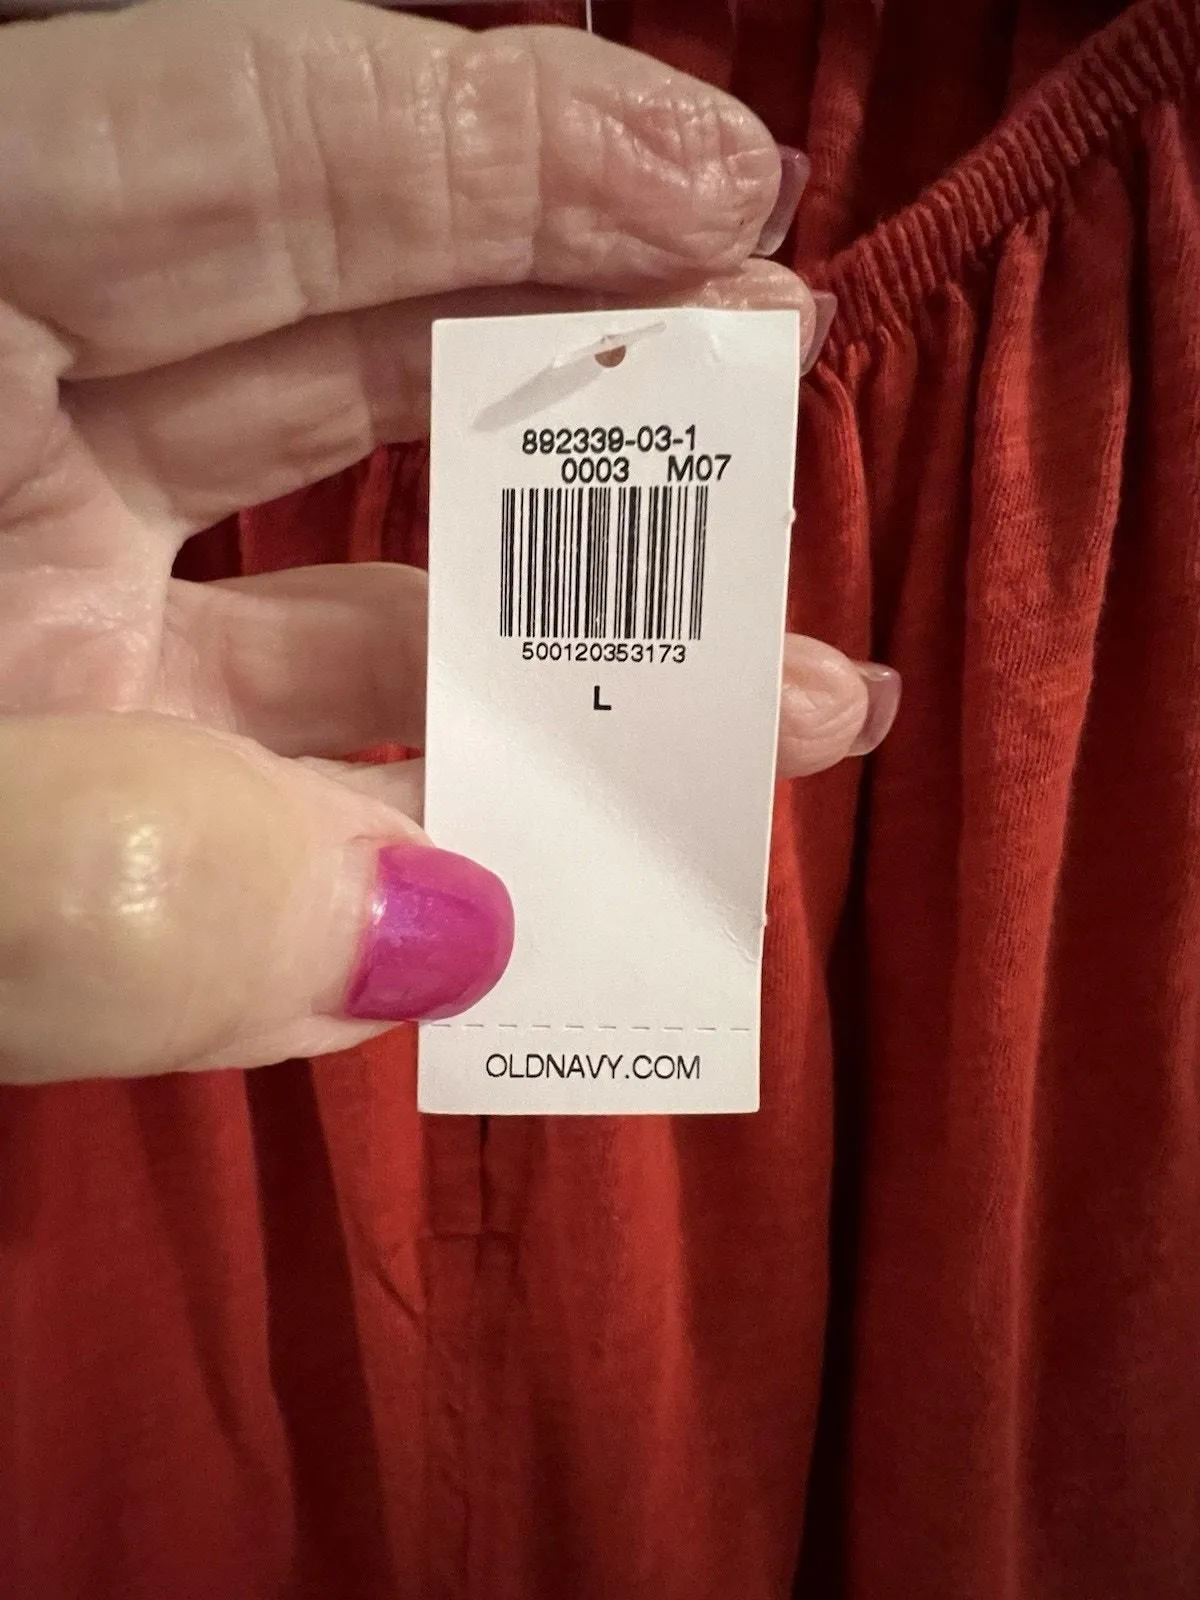 892339-03-1
0003 M07
500120353173
L
OLDNAVY.COM